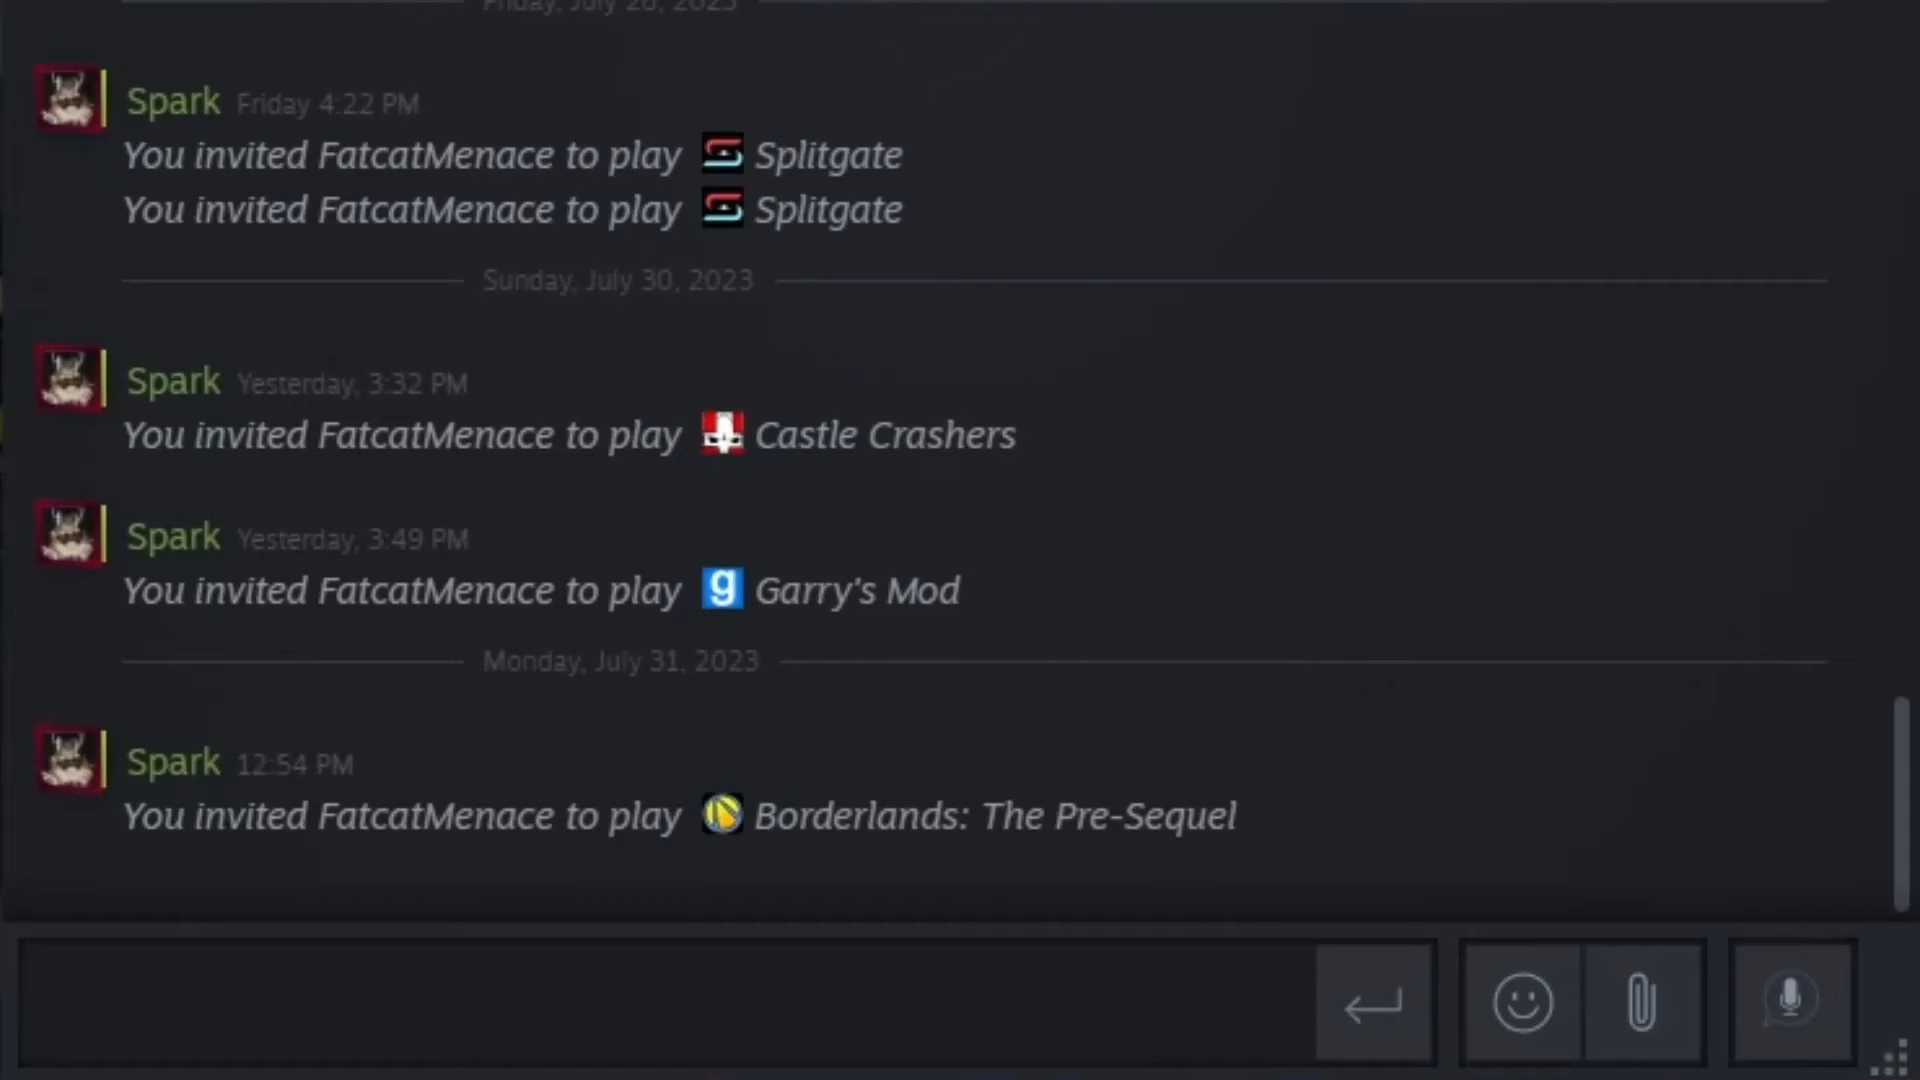 Friday, July 28, 2023
Spark Friday 4:22 PM
You invited FatcatMenace to play Splitgate
You invited FatcatMenace to play Splitgate
Sunday, July 30, 2023
Spark Yesterday, 3:32 PM
You invited FatcatMenace to play Castle Crashers
Spark Yesterday, 3:49 PM
You invited FatcatMenace to play g Garry's Mod
Monday, July 31, 2023
Spark 12:54 PM
You invited FatcatMenace to play Borderlands: The Pre-Sequel